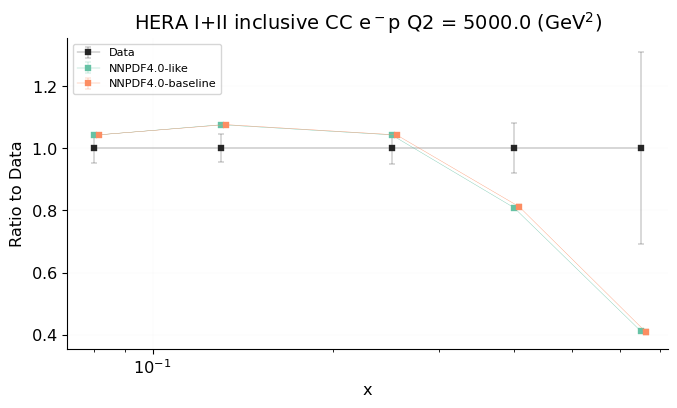 HERA I+II inclusive CC e⁻p Q2 = 5000.0 (GeV²)
Data
NNPDF4.0-like
NNPDF4.0-baseline
Ratio to Data
1.2
1.0
0.8
0.6
0.4
10⁻¹
x